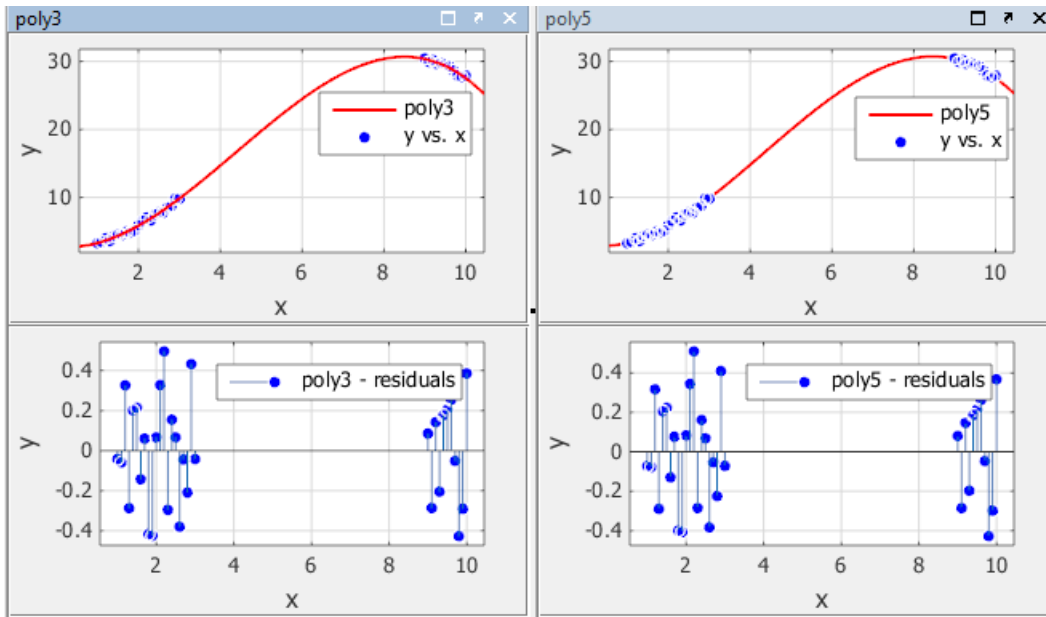 poly3
30
20
10
y
poly3
y vs. x
2 4 6 8 10
x
0.4
0.2
0
-0.2
-0.4
y
poly3 - residuals
2 4 6 8 10
x
poly5
30
20
10
y
poly5
y vs. x
2 4 6 8 10
x
0.4
0.2
0
-0.2
-0.4
y
poly5 - residuals
2 4 6 8 10
x